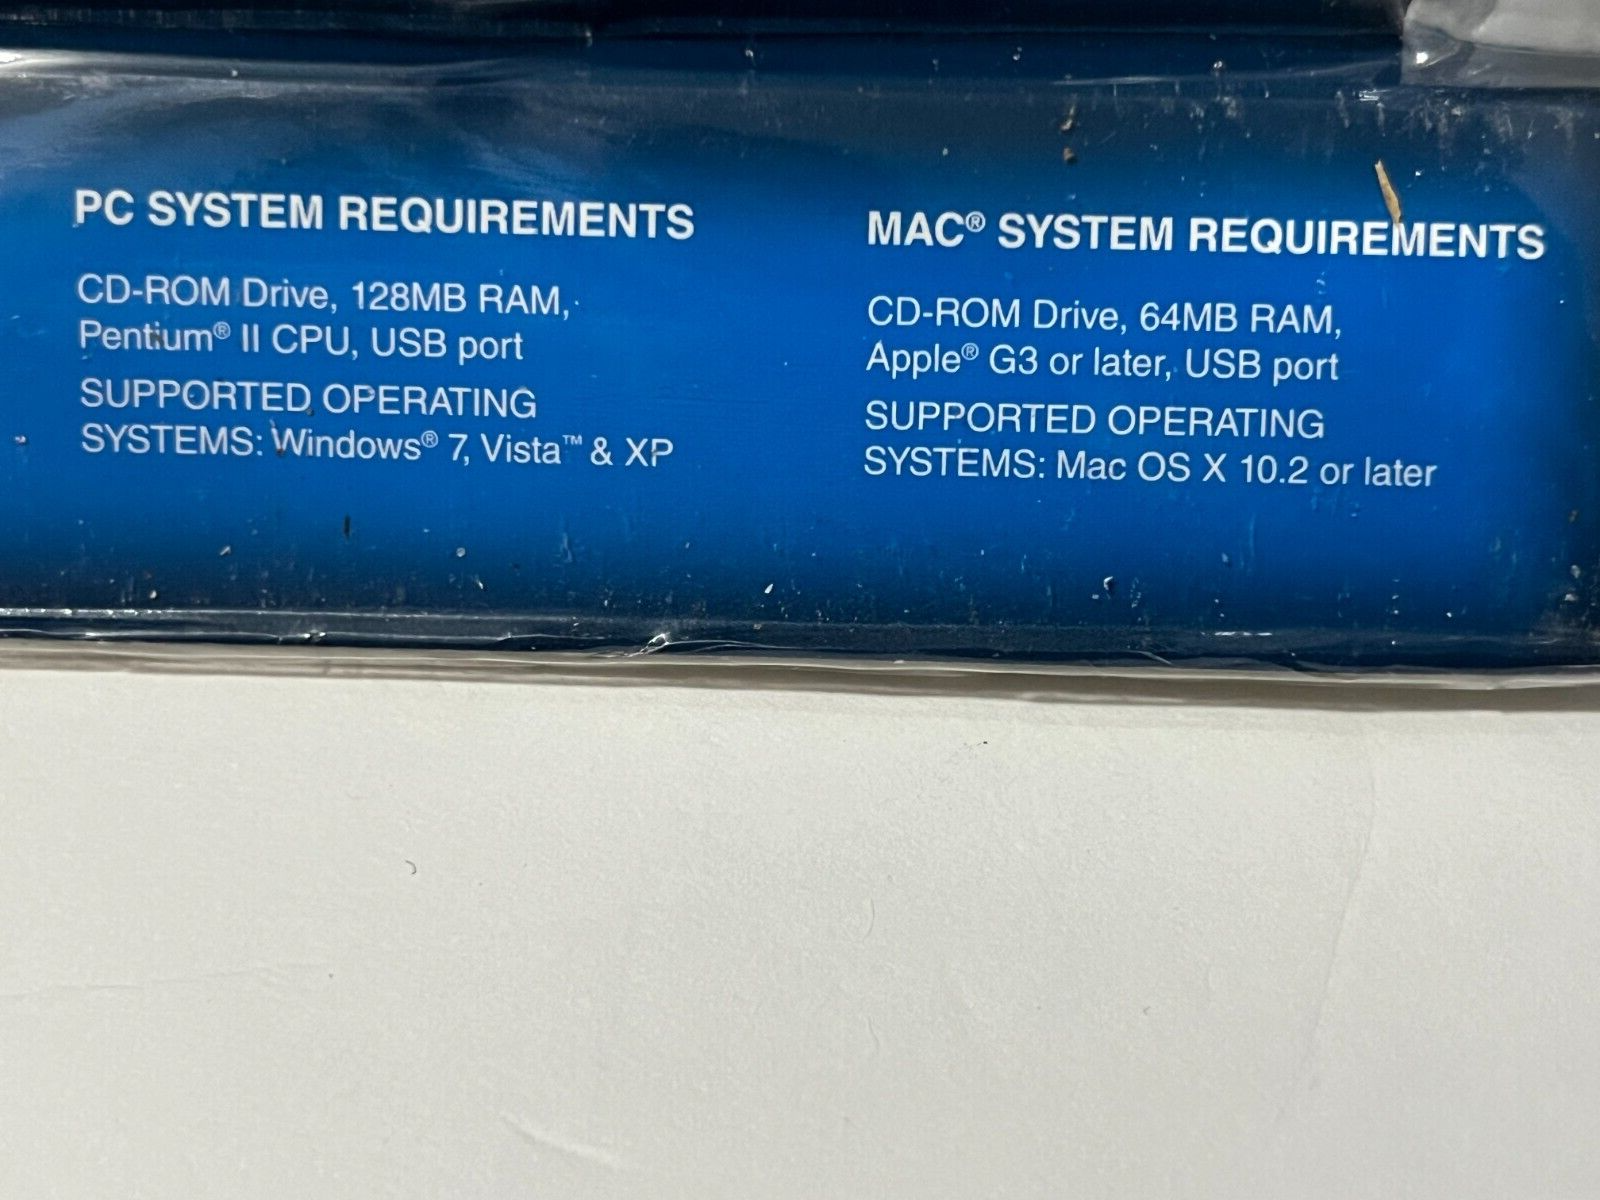 PC SYSTEM REQUIREMENTS
CD-ROM Drive, 128MB RAM,
Pentium® II CPU, USB port
SUPPORTED OPERATING
SYSTEMS: Windows® 7, Vista™ & XP
MAC® SYSTEM REQUIREMENTS
CD-ROM Drive, 64MB RAM,
Apple® G3 or later, USB port
SUPPORTED OPERATING
SYSTEMS: Mac OS X 10.2 or later